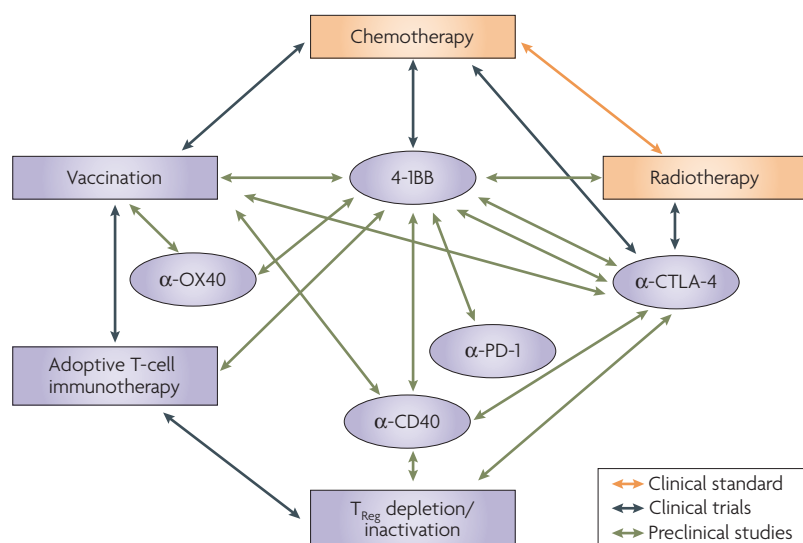 Chemotherapy
Vaccination
4-1BB
Radiotherapy
α-OX40
α-CTLA-4
α-PD-1
Adoptive T-cell
immunotherapy
α-CD40
TReg depletion/
inactivation
Clinical standard
Clinical trials
Preclinical studies